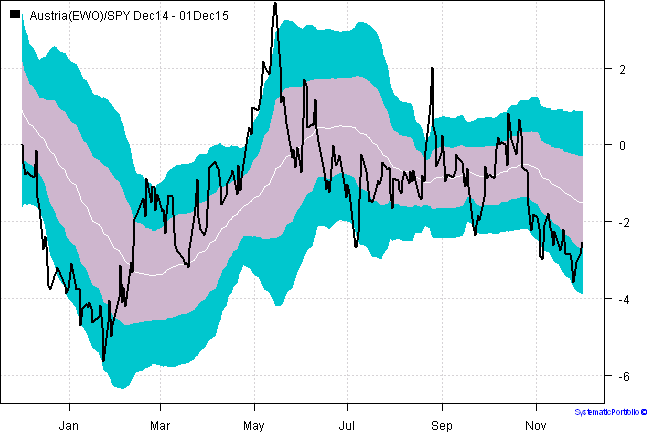 Austria(EWO)/SPY Dec14 - 01Dec15
2
0
-2
-4
-6
Jan Mar May Jul Sep Nov
SystematicPortfolio ©